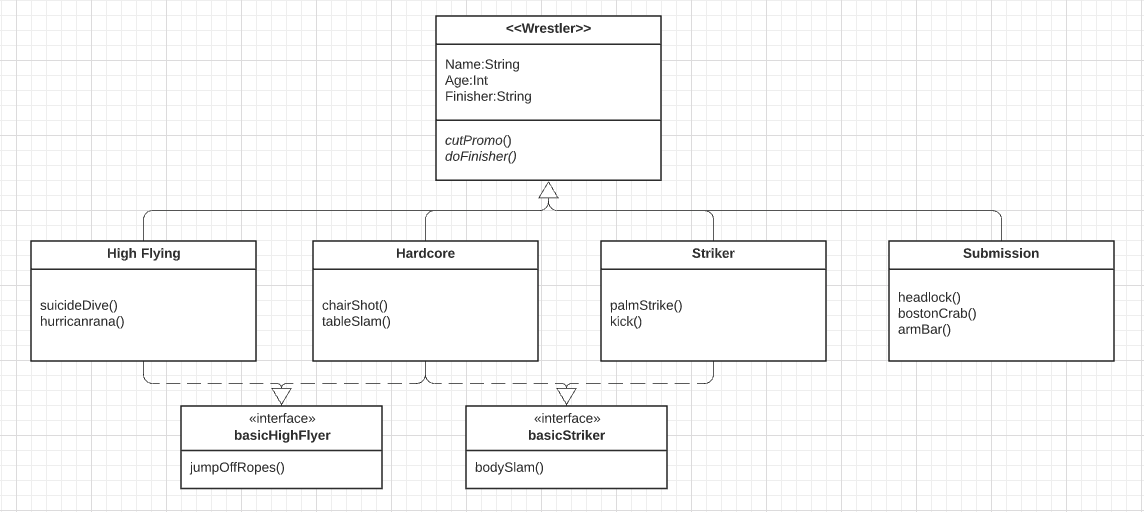 <<Wrestler>>
Name:String
Age:Int
Finisher:String
cutPromo()
doFinisher()
High Flying
suicideDive()
hurricanrana()
Hardcore
chairShot()
tableSlam()
Striker
palmStrike()
kick()
Submission
headlock()
bostonCrab()
armBar()
«interface»
basicHighFlyer
jumpOffRopes()
«interface»
basicStriker
bodySlam()